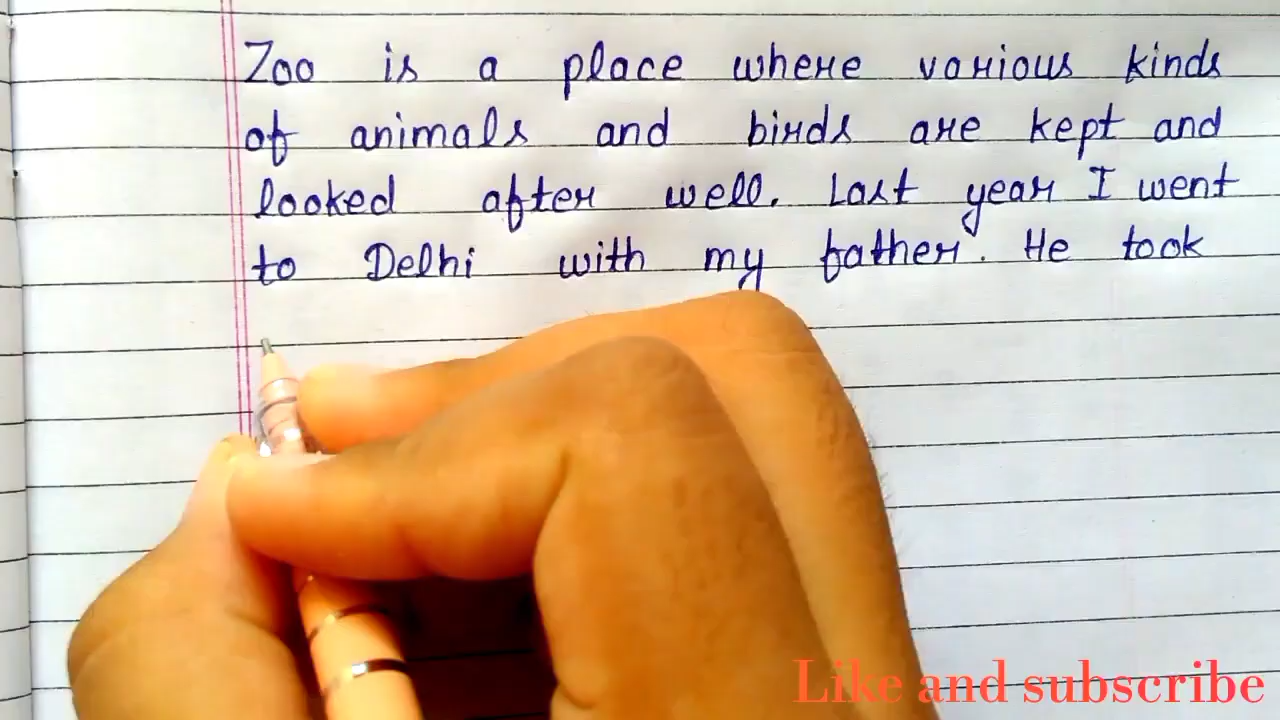 Zoo is a place where various kinds
of animals and birds are kept and
looked after well. Last year I went
to Delhi with my father. He took
Like and subscribe